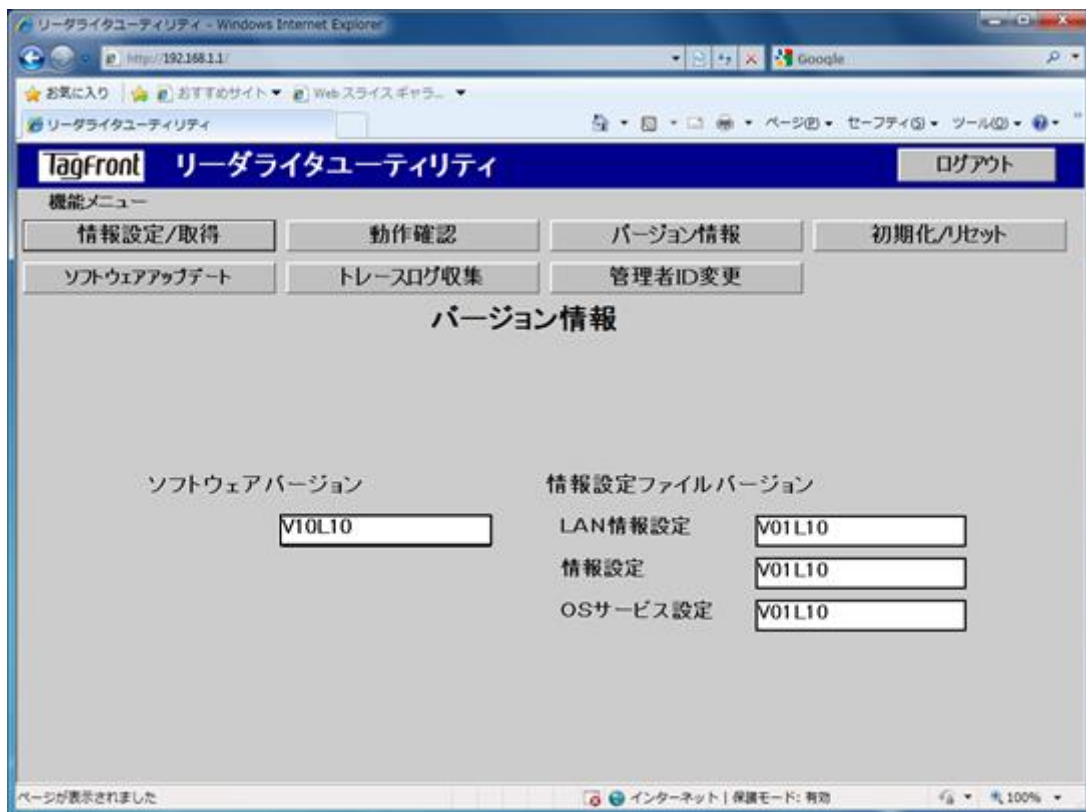 リーダライタユーティリティ - Windows Internet Explorer
http://192.168.1.1/
Google
お気に入り おすすめサイト Web スライス ギャラ...
リーダライタユーティリティ ページ(P) セーフティ(S) ツール(O)
TagFront リーダライタユーティリティ ログアウト
機能メニュー
情報設定/取得 動作確認 バージョン情報 初期化/リセット
ソフトウェアアップデート トレースログ収集 管理者ID変更
バージョン情報
ソフトウェアバージョン 情報設定ファイルバージョン
V10L10 LAN情報設定 V01L10
情報設定 V01L10
OSサービス設定 V01L10
ページが表示されました インターネット | 保護モード: 有効 100%